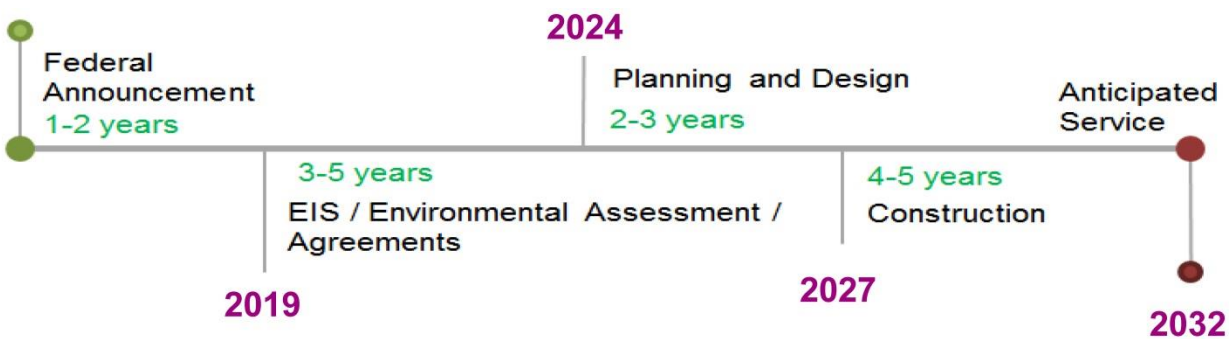 2024
Federal
Announcement
1-2 years
Planning and Design
2-3 years
Anticipated
Service
3-5 years
EIS / Environmental Assessment /
Agreements
4-5 years
Construction
2019
2027
2032